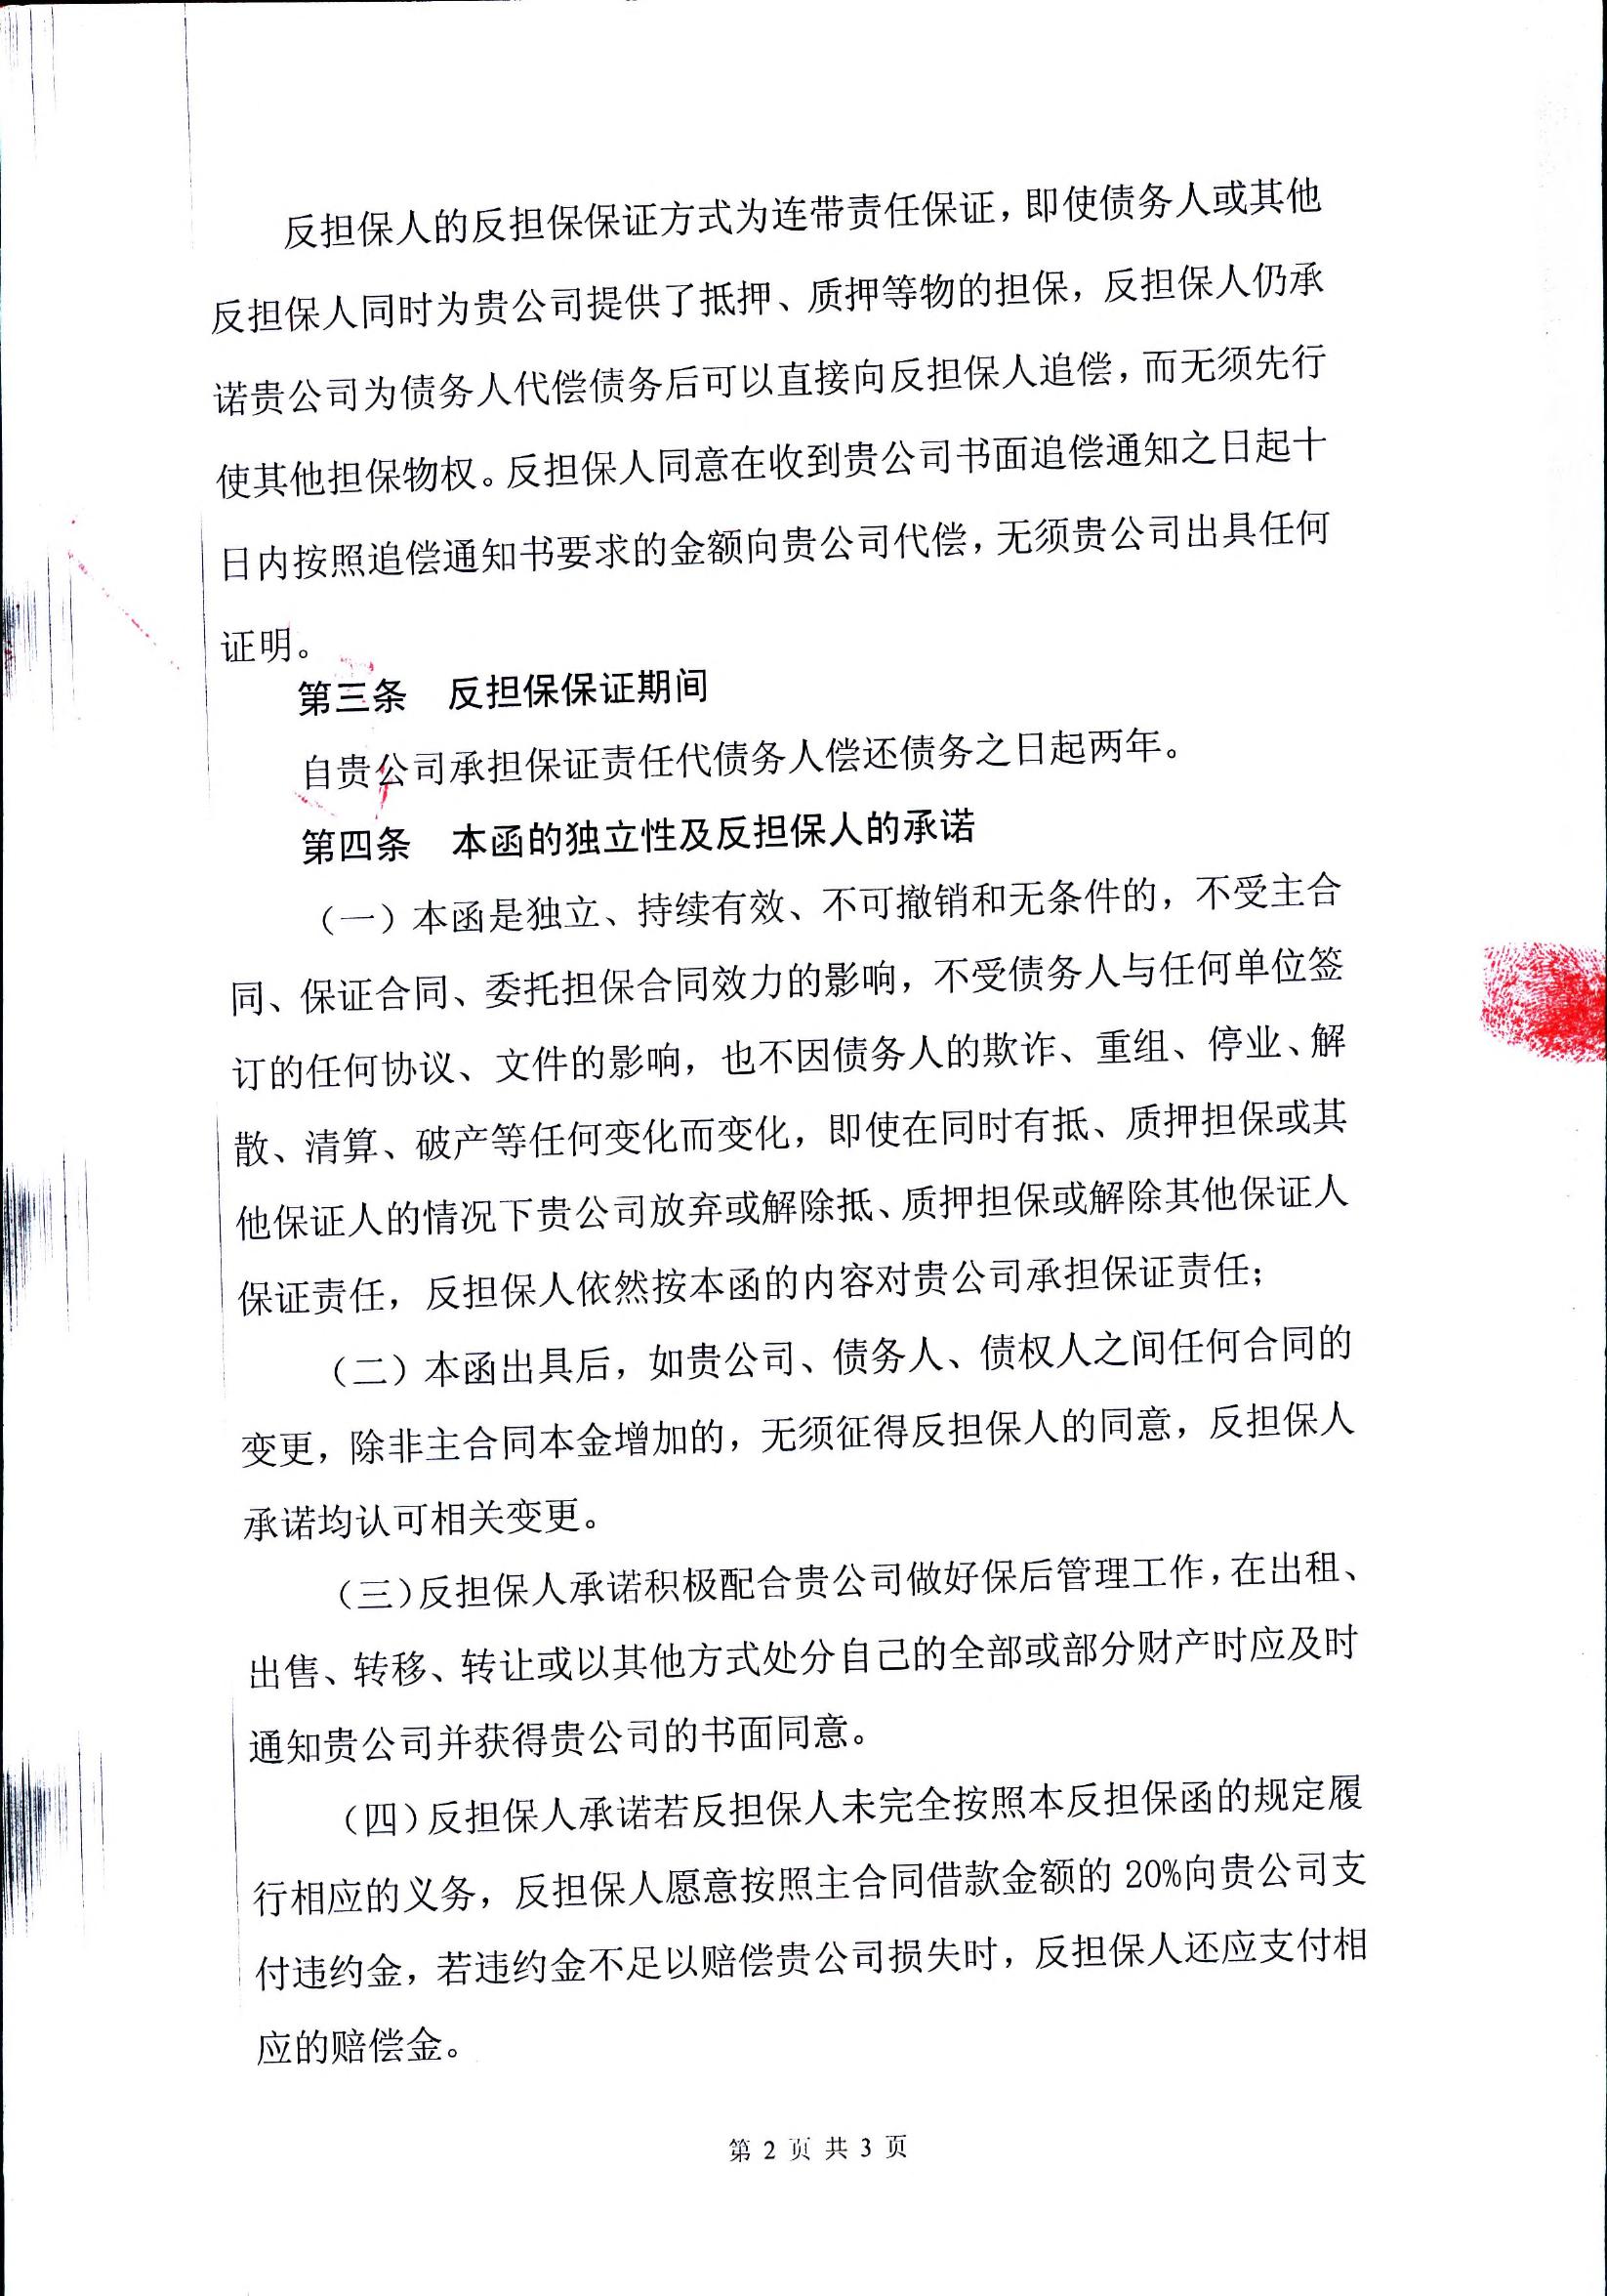 反担保人的反担保保证方式为连带责任保证，即使债务人或其他
反担保人同时为贵公司提供了抵押、质押等物的担保，反担保人仍承
诺贵公司为债务人代偿债务后可以直接向反担保人追偿，而无须先行
使其他担保物权。反担保人同意在收到贵公司书面追偿通知之日起十
日内按照追偿通知书要求的金额向贵公司代偿，无须贵公司出具任何
证明。
第三条　反担保保证期间
自贵公司承担保证责任代债务人偿还债务之日起两年。
第四条　本函的独立性及反担保人的承诺
（一）本函是独立、持续有效、不可撤销和无条件的，不受主合
同、保证合同、委托担保合同效力的影响，不受债务人与任何单位签
订的任何协议、文件的影响，也不因债务人的欺诈、重组、停业、解
散、清算、破产等任何变化而变化，即使在同时有抵、质押担保或其
他保证人的情况下贵公司放弃或解除抵、质押担保或解除其他保证人
保证责任，反担保人依然按本函的内容对贵公司承担保证责任；
（二）本函出具后，如贵公司、债务人、债权人之间任何合同的
变更，除非主合同本金增加的，无须征得反担保人的同意，反担保人
承诺均认可相关变更。
（三）反担保人承诺积极配合贵公司做好保后管理工作，在出租、
出售、转移、转让或以其他方式处分自己的全部或部分财产时应及时
通知贵公司并获得贵公司的书面同意。
（四）反担保人承诺若反担保人未完全按照本反担保函的规定履
行相应的义务，反担保人愿意按照主合同借款金额的 20%向贵公司支
付违约金，若违约金不足以赔偿贵公司损失时，反担保人还应支付相
应的赔偿金。
第 2 页 共 3 页